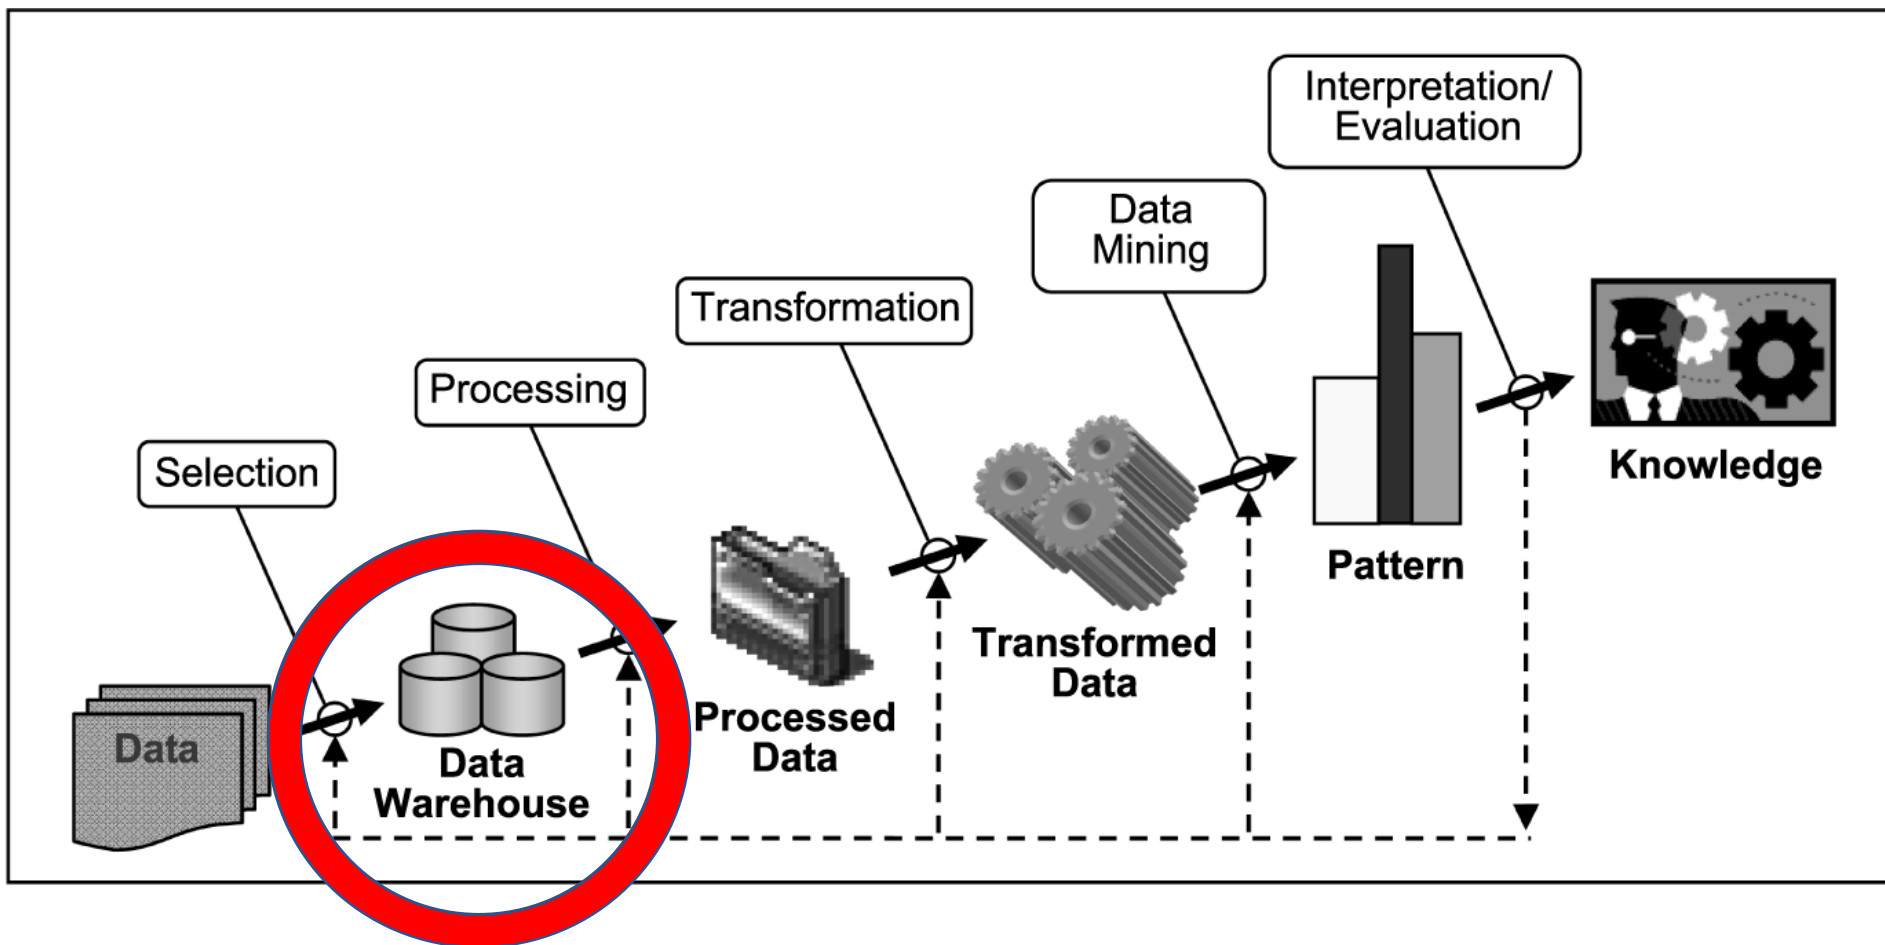 Interpretation/
Evaluation
Data
Mining
Transformation
Processing
Selection
Knowledge
Pattern
Transformed
Data
Processed
Data
Data
Data
Warehouse